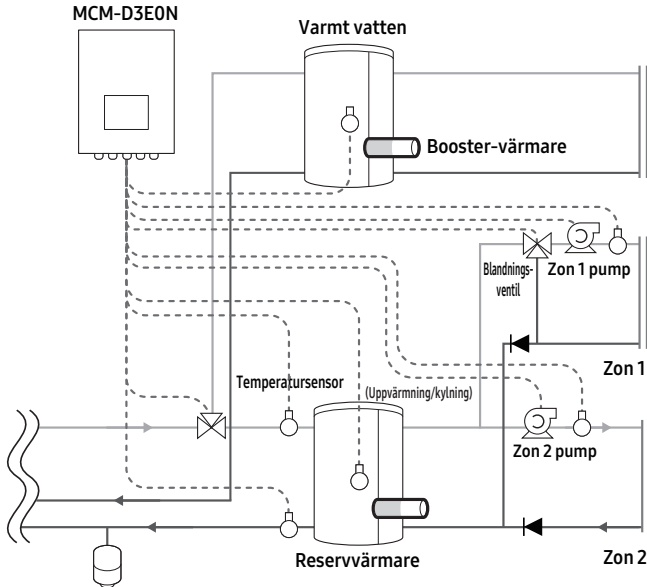 MCM-D3E0N
Varmt vatten
Booster-värmare
Blandnings-
ventil
Zon 1 pump
Zon 1
Temperatursensor
(Uppvärmning/kylning)
Zon 2 pump
Reservvärmare
Zon 2